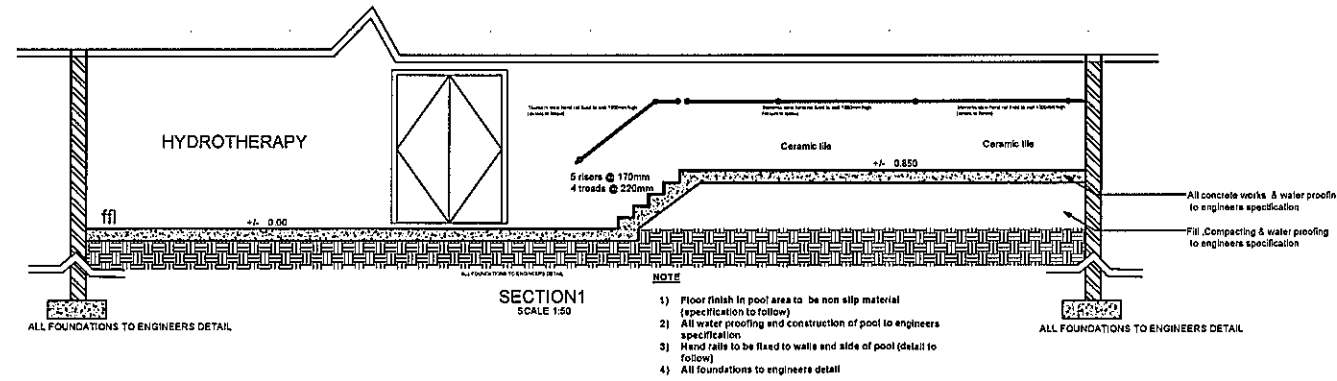 HYDROTHERAPY
ffl
+/- 0.00
5 risers @ 170mm
4 treads @ 220mm
Ceramic tile
+/- 0.850
Ceramic tile
All concrete works & water proofin
to engineers specification
Fill ,Compacting & water proofing
to engineers specification
ALL FOUNDATIONS TO ENGINEERS DETAIL
SECTION1
SCALE 1:50
ALL FOUNDATIONS TO ENGINEERS DETAIL
NOTE
1) Floor finish in pool area to be non slip material
(specification to follow)
2) All water proofing and construction of pool to engineers
specification
3) Hand rails to be fixed to walls and side of pool (detail to
follow)
4) All foundations to engineers detail
ALL FOUNDATIONS TO ENGINEERS DETAIL